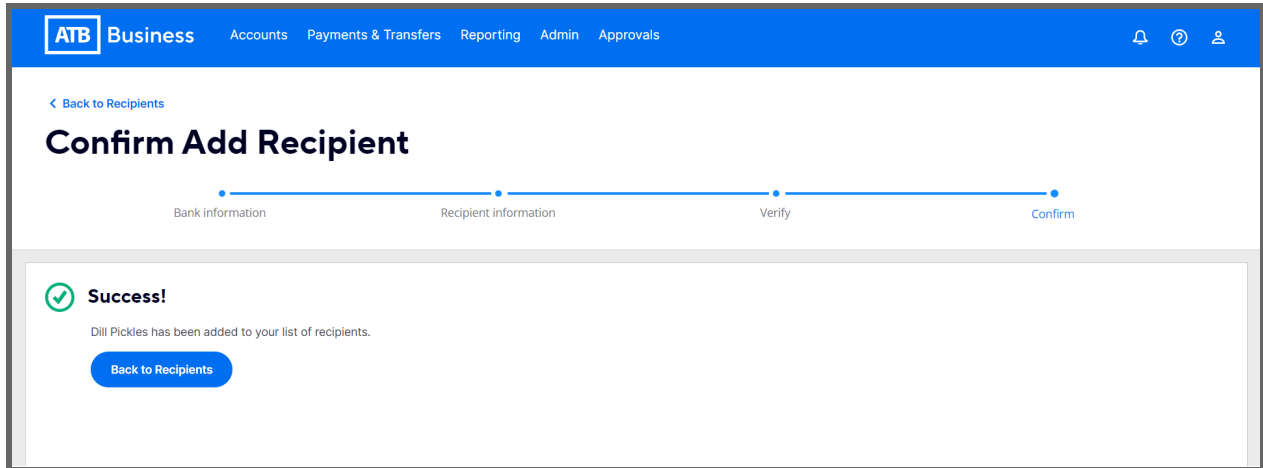 ATB Business Accounts Payments & Transfers Reporting Admin Approvals
Back to Recipients
Confirm Add Recipient
Bank information Recipient information Verify Confirm
Success!
Dill Pickles has been added to your list of recipients.
Back to Recipients